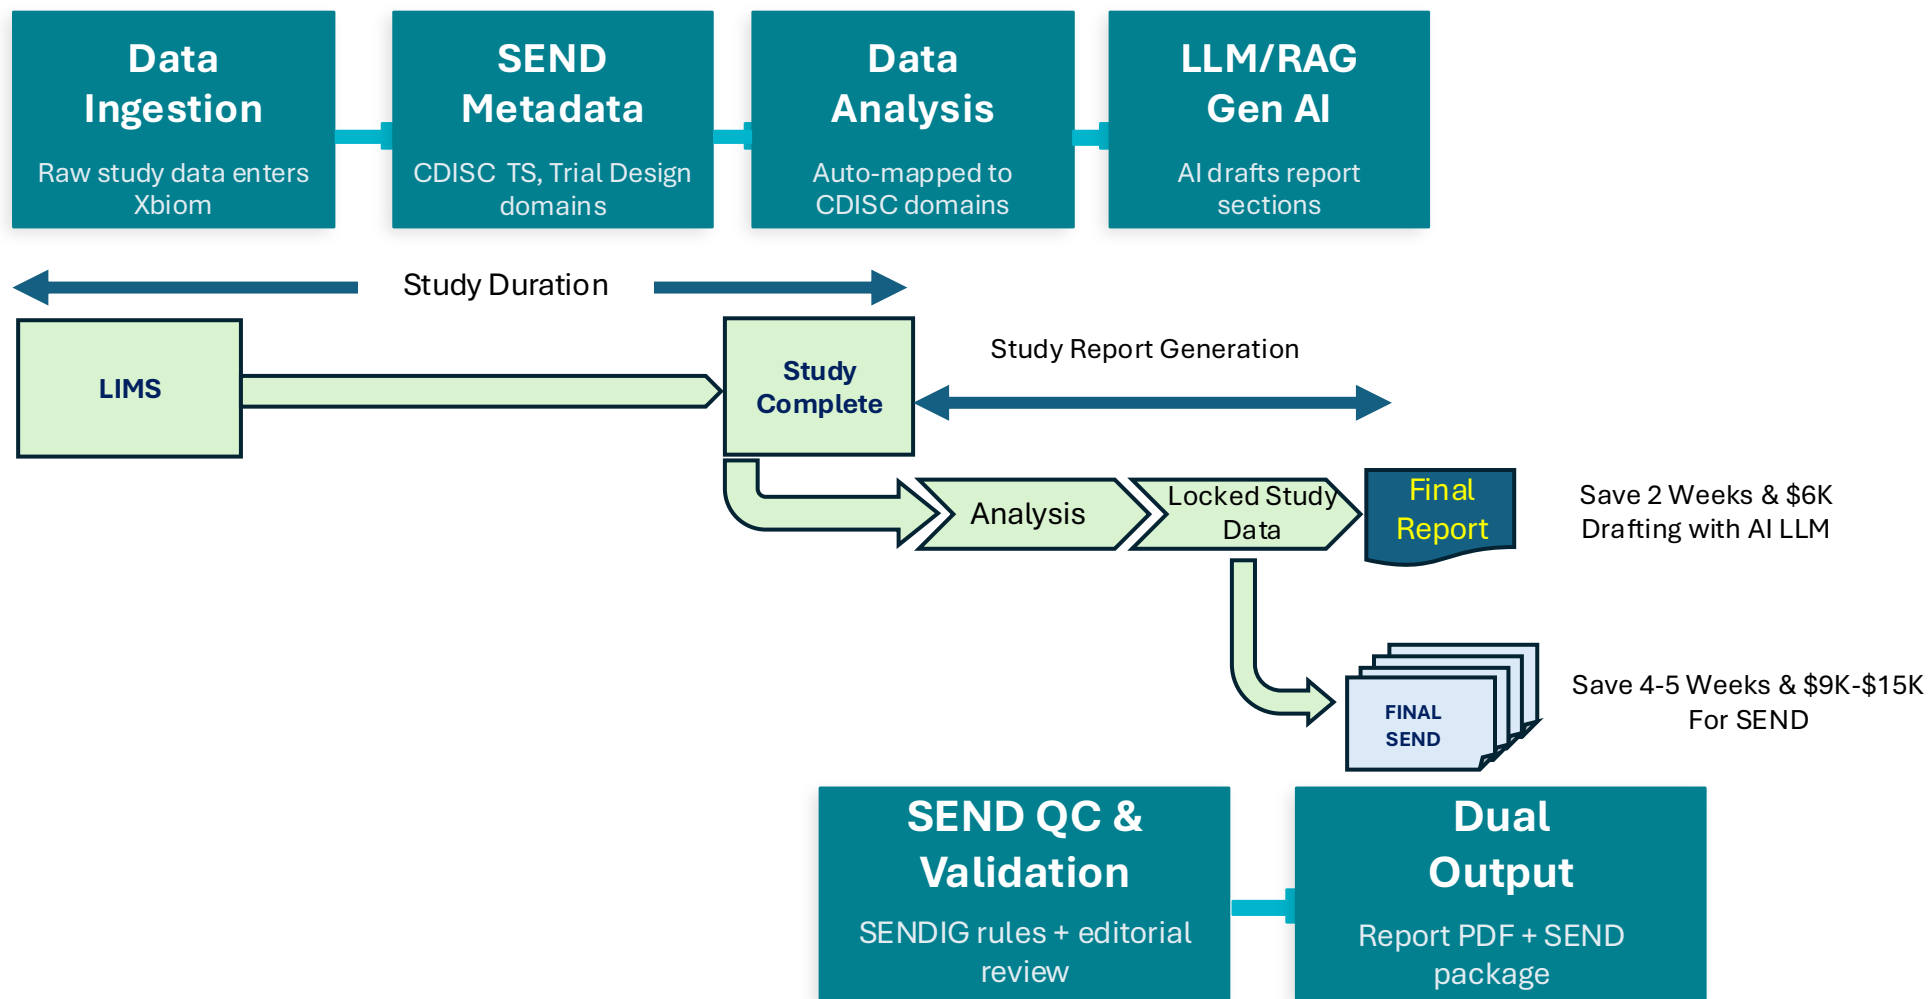 Data
Ingestion
Raw study data enters
Xbiom
SEND
Metadata
CDISC TS, Trial Design
domains
Data
Analysis
Auto-mapped to
CDISC domains
LLM/RAG
Gen AI
AI drafts report
sections
Study Duration
LIMS
Study
Complete
Study Report Generation
Analysis
Locked Study
Data
Final
Report
Save 2 Weeks & $6K
Drafting with AI LLM
FINAL
SEND
Save 4-5 Weeks & $9K-$15K
For SEND
SEND QC &
Validation
SENDIG rules + editorial
review
Dual
Output
Report PDF + SEND
package